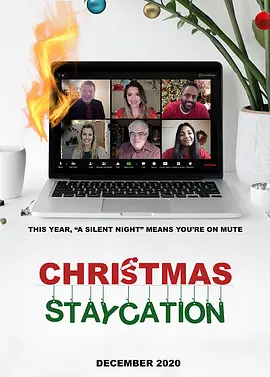 THIS YEAR, “A SILENT NIGHT” MEANS YOU'RE ON MUTE
CHRISTMAS
STAYCATION
DECEMBER 2020